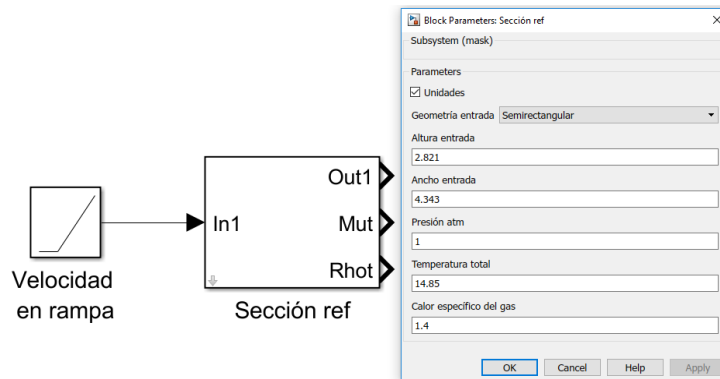 Velocidad
en rampa
In1
Out1
Mut
Rhot
Sección ref
Block Parameters: Sección ref
Subsystem (mask)
Parameters
Unidades
Geometría entrada Semirectangular
Altura entrada
2.821
Ancho entrada
4.343
Presión atm
1
Temperatura total
14.85
Calor específico del gas
1.4
OK Cancel Help Apply